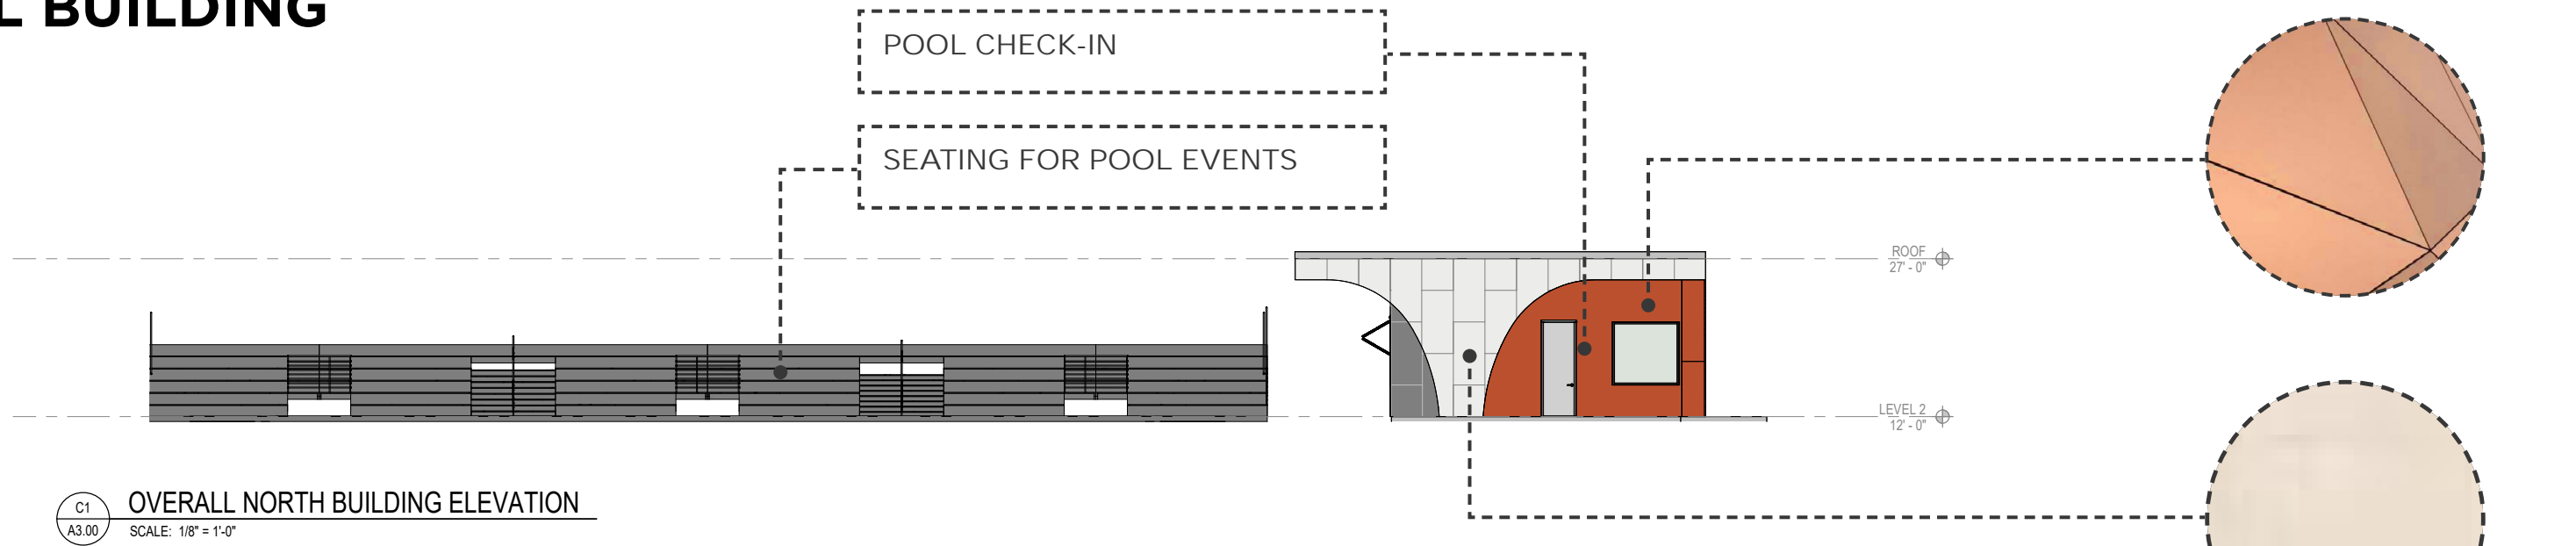 L BUILDING
POOL CHECK-IN
SEATING FOR POOL EVENTS
ROOF
27' - 0"
LEVEL 2
12' - 0"
C1
A3.00
OVERALL NORTH BUILDING ELEVATION
SCALE: 1/8" = 1'-0"